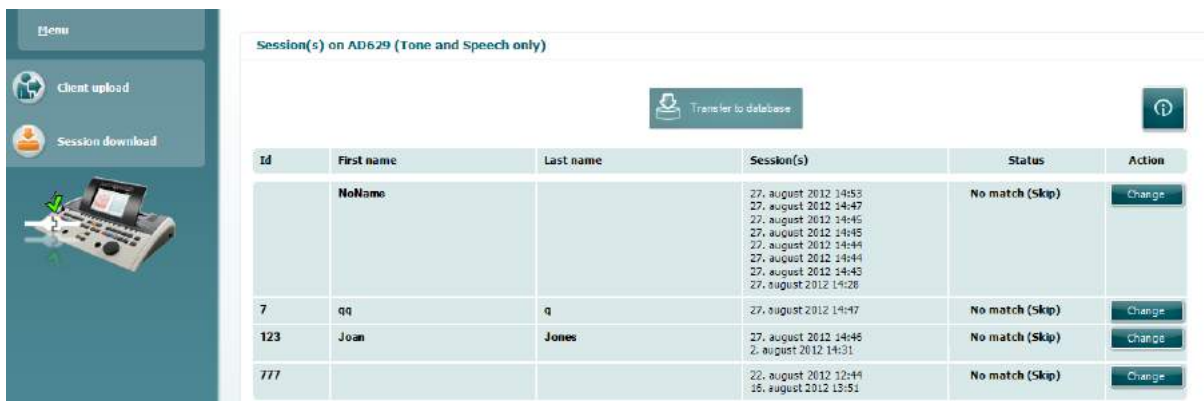 Menu
Session(s) on AD629 (Tone and Speech only)
Client upload
Transfer to database
Session download
Id First name Last name Session(s) Status Action
NoName 27. august 2012 14:53 No match (Skip) Change
27. august 2012 14:47
27. august 2012 14:45
27. august 2012 14:45
27. august 2012 14:44
27. august 2012 14:44
27. august 2012 14:43
27. august 2012 14:28
7 qq q 27. august 2012 14:47 No match (Skip) Change
123 Joan Jones 27. august 2012 14:46 No match (Skip) Change
2. august 2012 14:31
777 22. august 2012 12:44 No match (Skip) Change
16. august 2012 13:51